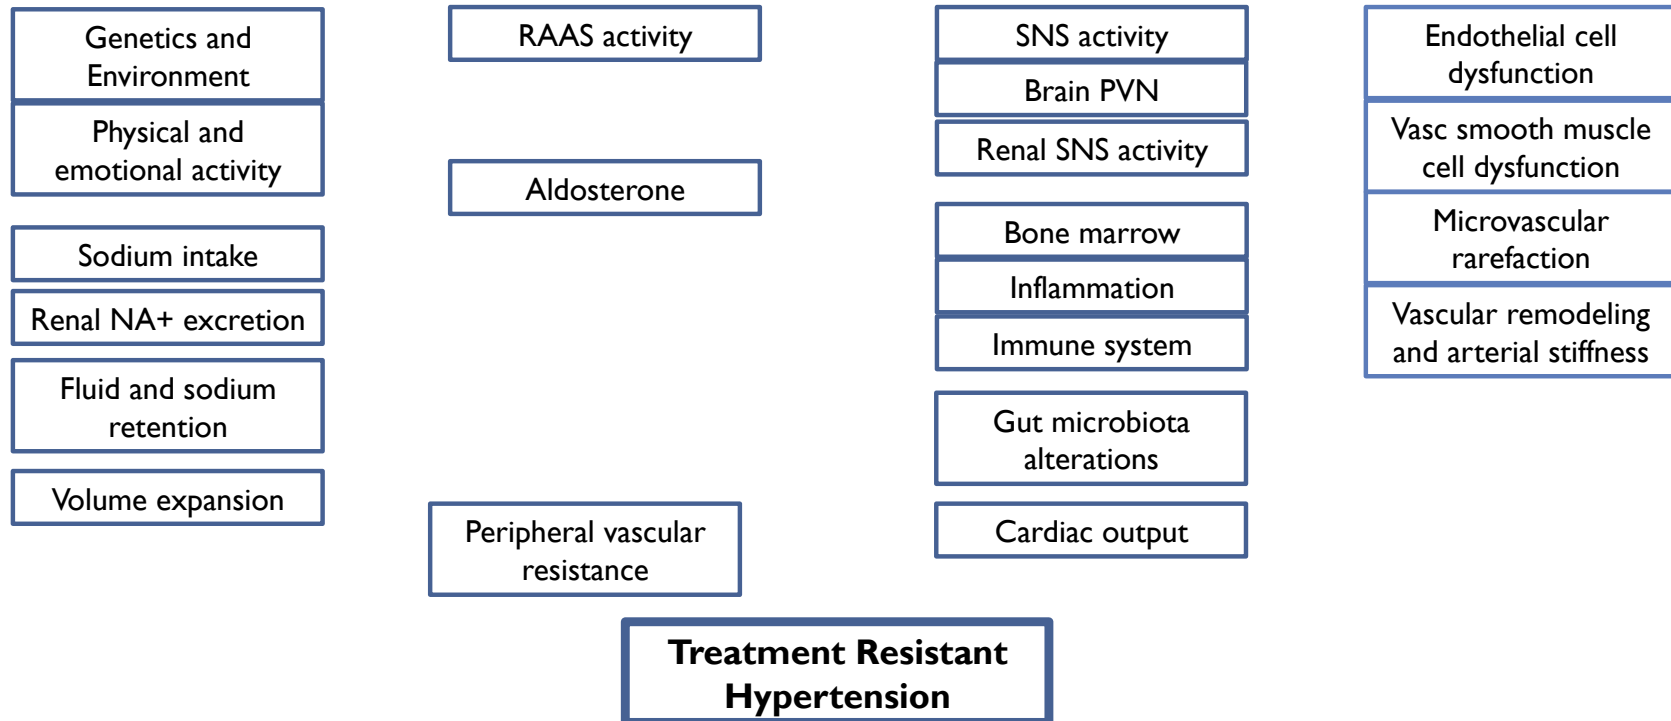 Genetics and
Environment
Physical and
emotional activity
Sodium intake
Renal NA+ excretion
Fluid and sodium
retention
Volume expansion
RAAS activity
Aldosterone
Peripheral vascular
resistance
SNS activity
Brain PVN
Renal SNS activity
Bone marrow
Inflammation
Immune system
Gut microbiota
alterations
Cardiac output
Endothelial cell
dysfunction
Vasc smooth muscle
cell dysfunction
Microvascular
rarefaction
Vascular remodeling
and arterial stiffness
Treatment Resistant
Hypertension